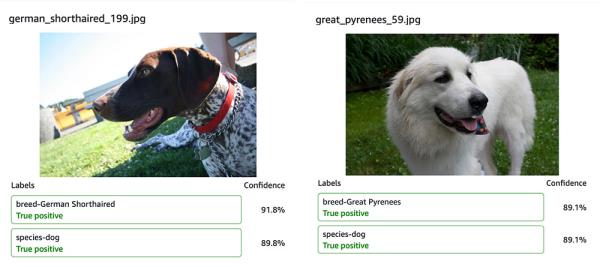 german_shorthaired_199.jpg
Labels Confidence
breed-German Shorthaired
True positive
91.8%
species-dog
True positive
89.8%
great_pyrenees_59.jpg
Labels Confidence
breed-Great Pyrenees
True positive
89.1%
species-dog
True positive
89.1%